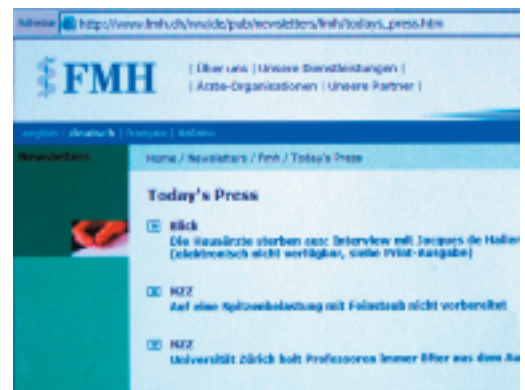 Adresse http://www.fmh.ch/ww/de/pub/newsletters/fmh/todays_press.htm
FMH
| Über uns | Unsere Dienstleistungen |
| Ärzte-Organisationen | Unsere Partner |
english | deutsch | français | italiano
Newsletters
Home / Newsletters / Fmh / Today's Press
Today's Press
Blick
Die Hausärzte sterben aus: Interview mit Jacques de Haller
(elektronisch nicht verfügbar, siehe Print-Ausgabe)
NZZ
Auf eine Spitzenbelastung mit Feinstaub nicht vorbereitet
NZZ
Universität Zürich holt Professoren immer öfter aus dem